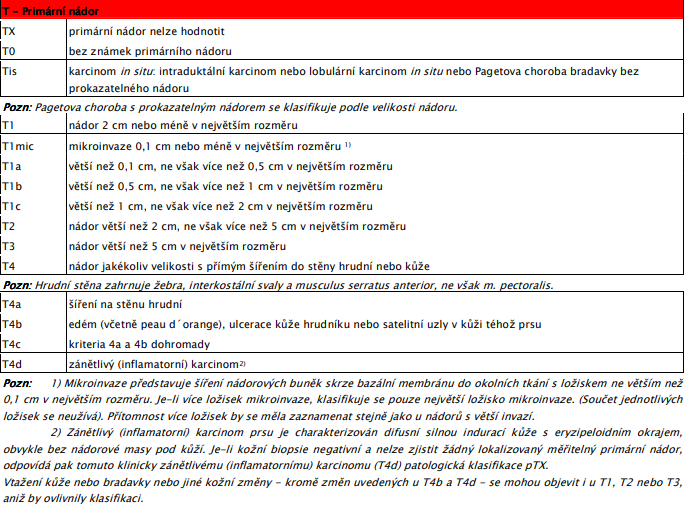 T – Primární nádor
TX primární nádor nelze hodnotit
T0 bez známek primárního nádoru
Tis karcinom in situ: intraduktální karcinom nebo lobulární karcinom in situ nebo Pagetova choroba bradavky bez
prokazatelného nádoru
Pozn: Pagetova choroba s prokazatelným nádorem se klasifikuje podle velikosti nádoru.
T1 nádor 2 cm nebo méně v největším rozměru
T1mic mikroinvaze 0,1 cm nebo méně v největším rozměru 1)
T1a větší než 0,1 cm, ne však více než 0,5 cm v největším rozměru
T1b větší než 0,5 cm, ne však více než 1 cm v největším rozměru
T1c větší než 1 cm, ne však více než 2 cm v největším rozměru
T2 nádor větší než 2 cm, ne však více než 5 cm v největším rozměru
T3 nádor větší než 5 cm v největším rozměru
T4 nádor jakékoliv velikosti s přímým šířením do stěny hrudní nebo kůže
Pozn: Hrudní stěna zahrnuje žebra, interkostální svaly a musculus serratus anterior, ne však m. pectoralis.
T4a šíření na stěnu hrudní
T4b edém (včetně peau d´orange), ulcerace kůže hrudníku nebo satelitní uzly v kůži téhož prsu
T4c kriteria 4a a 4b dohromady
T4d zánětlivý (inflamatorní) karcinom2)
Pozn: 1) Mikroinvaze představuje šíření nádorových buněk skrze bazální membránu do okolních tkání s ložiskem ne větším než
0,1 cm v největším rozměru. Je-li více ložisek mikroinvaze, klasifikuje se pouze největší ložisko mikroinvaze. (Součet jednotlivých
ložisek se neužívá). Přítomnost více ložisek by se měla zaznamenat stejně jako u nádorů s větší invazí.
2) Zánětlivý (inflamatorní) karcinom prsu je charakterizován difusní silnou indurací kůže s eryzipeloidním okrajem,
obvykle bez nádorové masy pod kůží. Je-li kožní biopsie negativní a nelze zjistit žádný lokalizovaný měřitelný primární nádor,
odpovídá pak tomuto klinicky zánětlivému (inflamatornímu) karcinomu (T4d) patologická klasifikace pTX.
Vtažení kůže nebo bradavky nebo jiné kožní změny – kromě změn uvedených u T4b a T4d – se mohou objevit i u T1, T2 nebo T3,
aniž by ovlivnily klasifikaci.